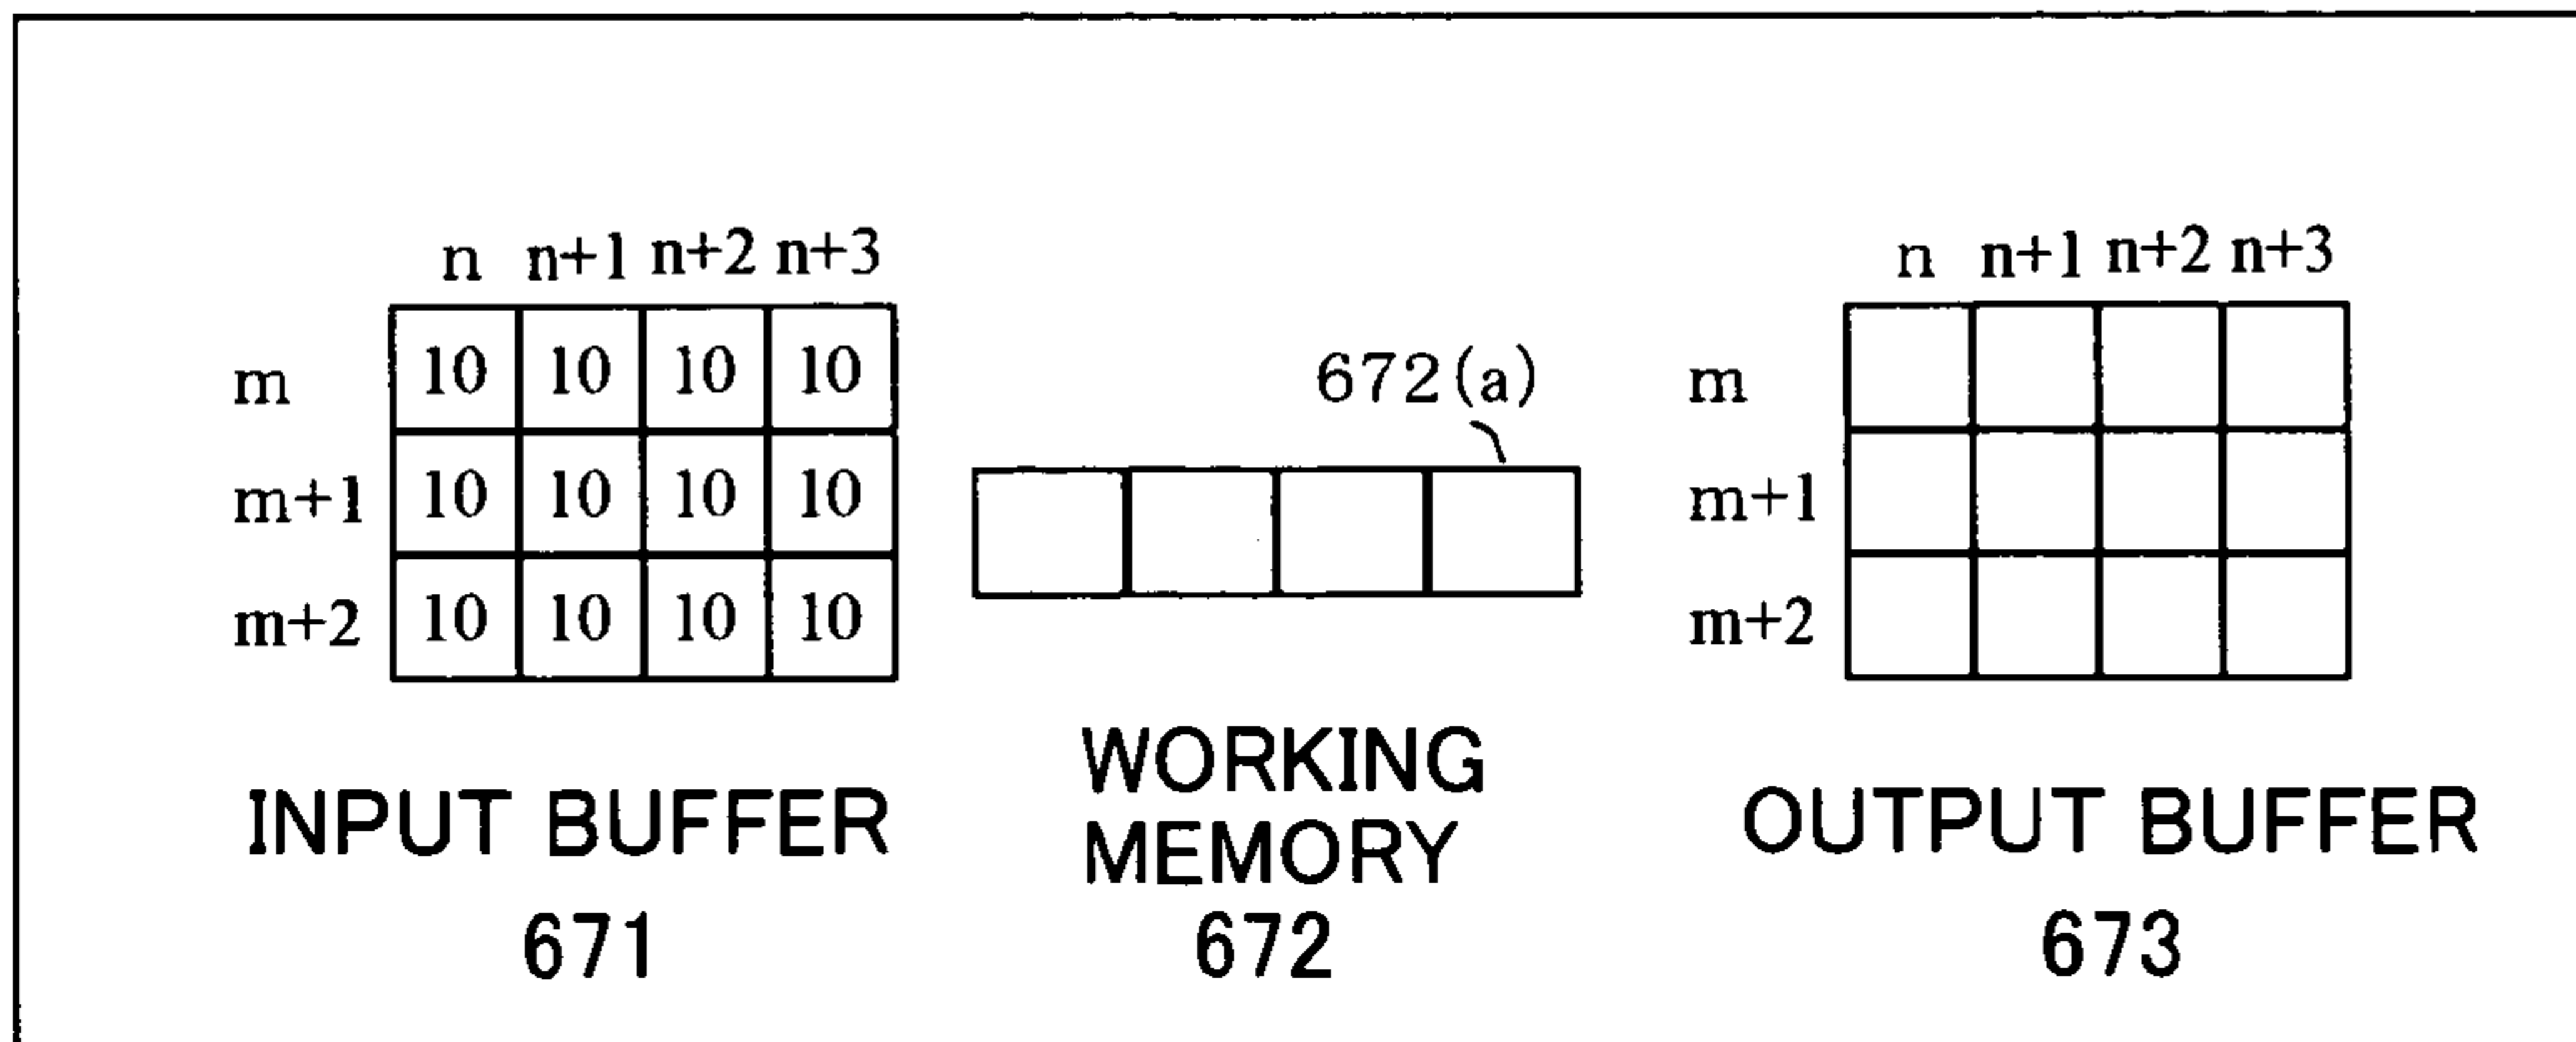 n n+1 n+2 n+3
m 10 10 10 10
m+1 10 10 10 10
m+2 10 10 10 10
INPUT BUFFER
671
672(a)
WORKING
MEMORY
672
n n+1 n+2 n+3
m
m+1
m+2
OUTPUT BUFFER
673